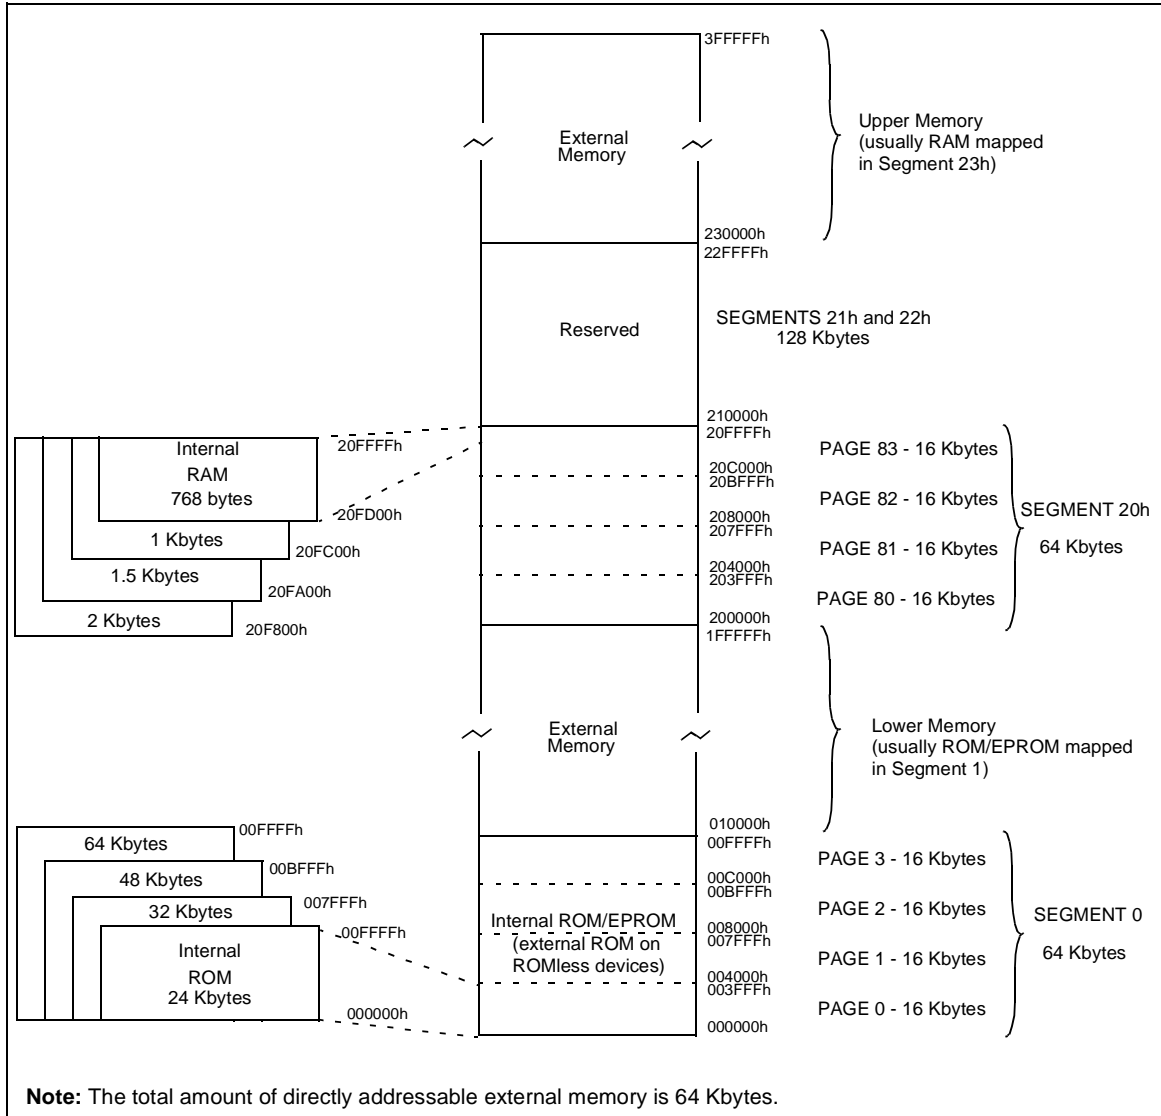 3FFFFFh
External
Memory
Upper Memory
(usually RAM mapped
in Segment 23h)
230000h
22FFFFh
Reserved
SEGMENTS 21h and 22h
128 Kbytes
210000h
20FFFFh
Internal
RAM
768 bytes
20FFFFh
20FD00h
1 Kbytes
20FC00h
1.5 Kbytes
20FA00h
2 Kbytes
20F800h
PAGE 83 - 16 Kbytes
20C000h
20BFFFh
PAGE 82 - 16 Kbytes
208000h
207FFFh
PAGE 81 - 16 Kbytes
204000h
203FFFh
PAGE 80 - 16 Kbytes
SEGMENT 20h
64 Kbytes
200000h
1FFFFFh
External
Memory
Lower Memory
(usually ROM/EPROM mapped
in Segment 1)
010000h
00FFFFh
64 Kbytes
00FFFFh
48 Kbytes
00BFFFh
32 Kbytes
007FFFh
Internal
ROM
24 Kbytes
00FFFFh
000000h
Internal ROM/EPROM
(external ROM on
ROMless devices)
PAGE 3 - 16 Kbytes
00C000h
00BFFFh
PAGE 2 - 16 Kbytes
008000h
007FFFh
PAGE 1 - 16 Kbytes
004000h
003FFFh
PAGE 0 - 16 Kbytes
000000h
SEGMENT 0
64 Kbytes
Note: The total amount of directly addressable external memory is 64 Kbytes.